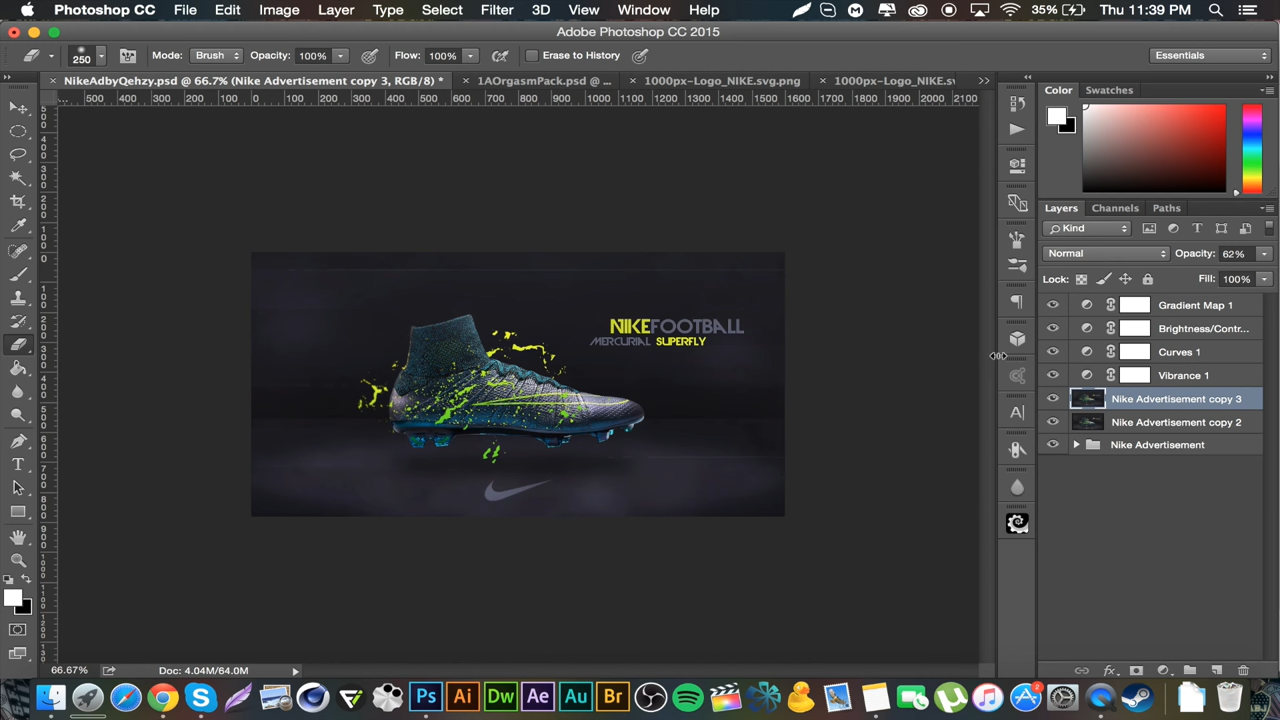 Photoshop CC File Edit Image Layer Type Select Filter 3D View Window Help 35% Thu 11:39 PM
Adobe Photoshop CC 2015
250 Mode: Brush Opacity: 100% Flow: 100% Erase to History Essentials
× NikeAdbyQehzy.psd @ 66.7% (Nike Advertisement copy 3, RGB/8) * × 1AOrgasmPack.psd @ ... × 1000px-Logo_NIKE.svg.png × 1000px-Logo_NIKE.sv
500 400 300 200 100 0 100 200 300 400 500 600 700 800 900 1000 1100 1200 1300 1400 1500 1600 1700 1800 1900 2000 2100
Color Swatches
Layers Channels Paths
Kind
Normal Opacity: 62%
Lock: Fill: 100%
Gradient Map 1
Brightness/Contr...
Curves 1
Vibrance 1
Nike Advertisement copy 3
Nike Advertisement copy 2
Nike Advertisement
NIKEFOOTBALL
MERCURIAL SUPERFLY
66.67% Doc: 4.04M/64.0M
Ps Ai Dw Ae Au Br 2